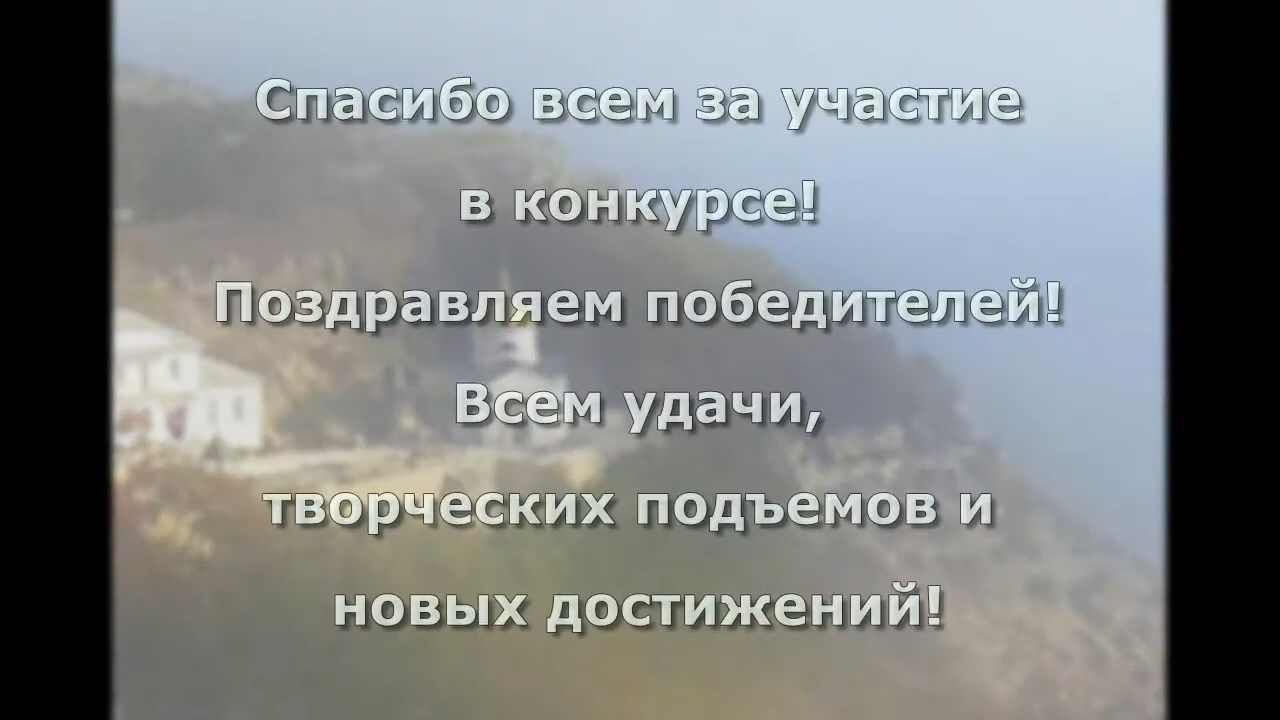 Спасибо всем за участие
в конкурсе!
Поздравляем победителей!
Всем удачи,
творческих подъемов и
новых достижений!